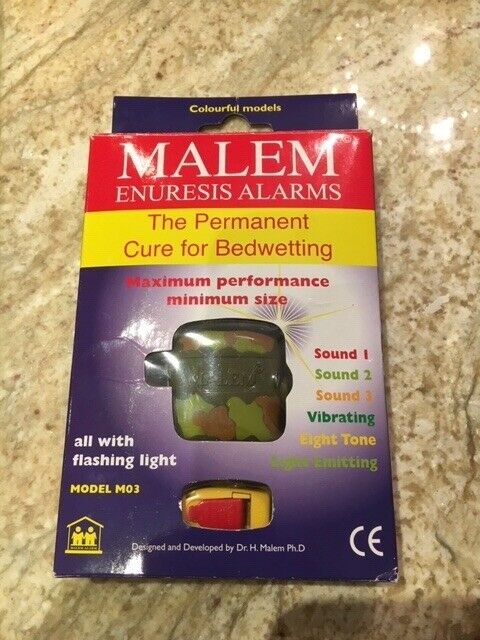 Colourful models
MALEM
ENURESIS ALARMS
The Permanent
Cure for Bedwetting
Maximum performance
minimum size
MALEM
Sound 1
Sound 2
Sound 3
Vibrating
Eight Tone
Light Emitting
all with
flashing light
MODEL M03
Designed and Developed by Dr. H. Malem Ph.D
CE